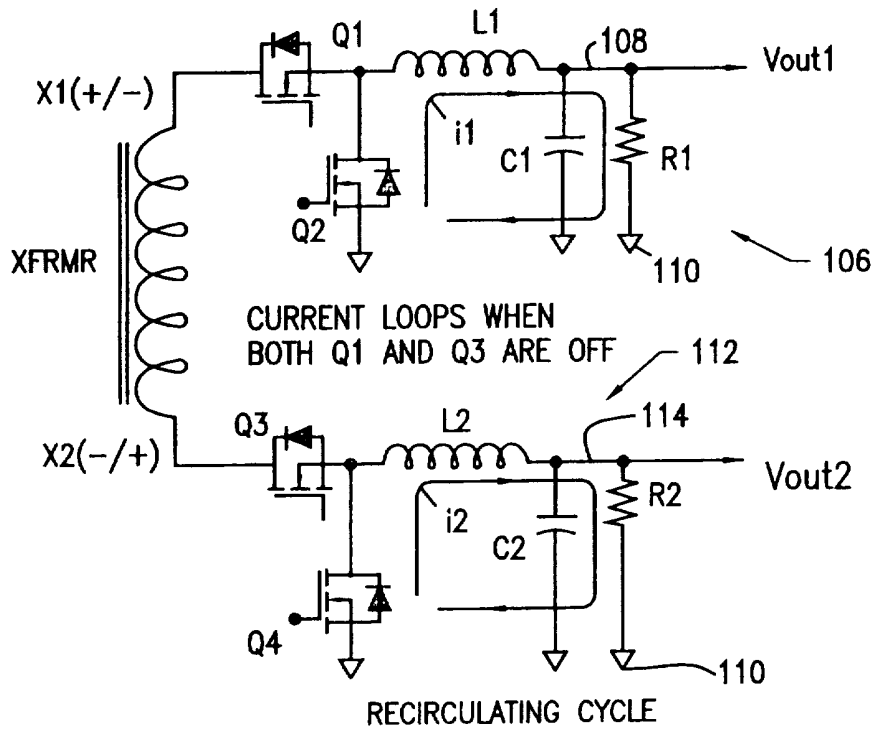 Q1
L1
108
Vout1
X1(+/-)
i1
C1
R1
Q2
110
106
XFRMR
CURRENT LOOPS WHEN
BOTH Q1 AND Q3 ARE OFF
112
Q3
L2
114
X2(-/+)
Vout2
i2
C2
R2
Q4
110
RECIRCULATING CYCLE